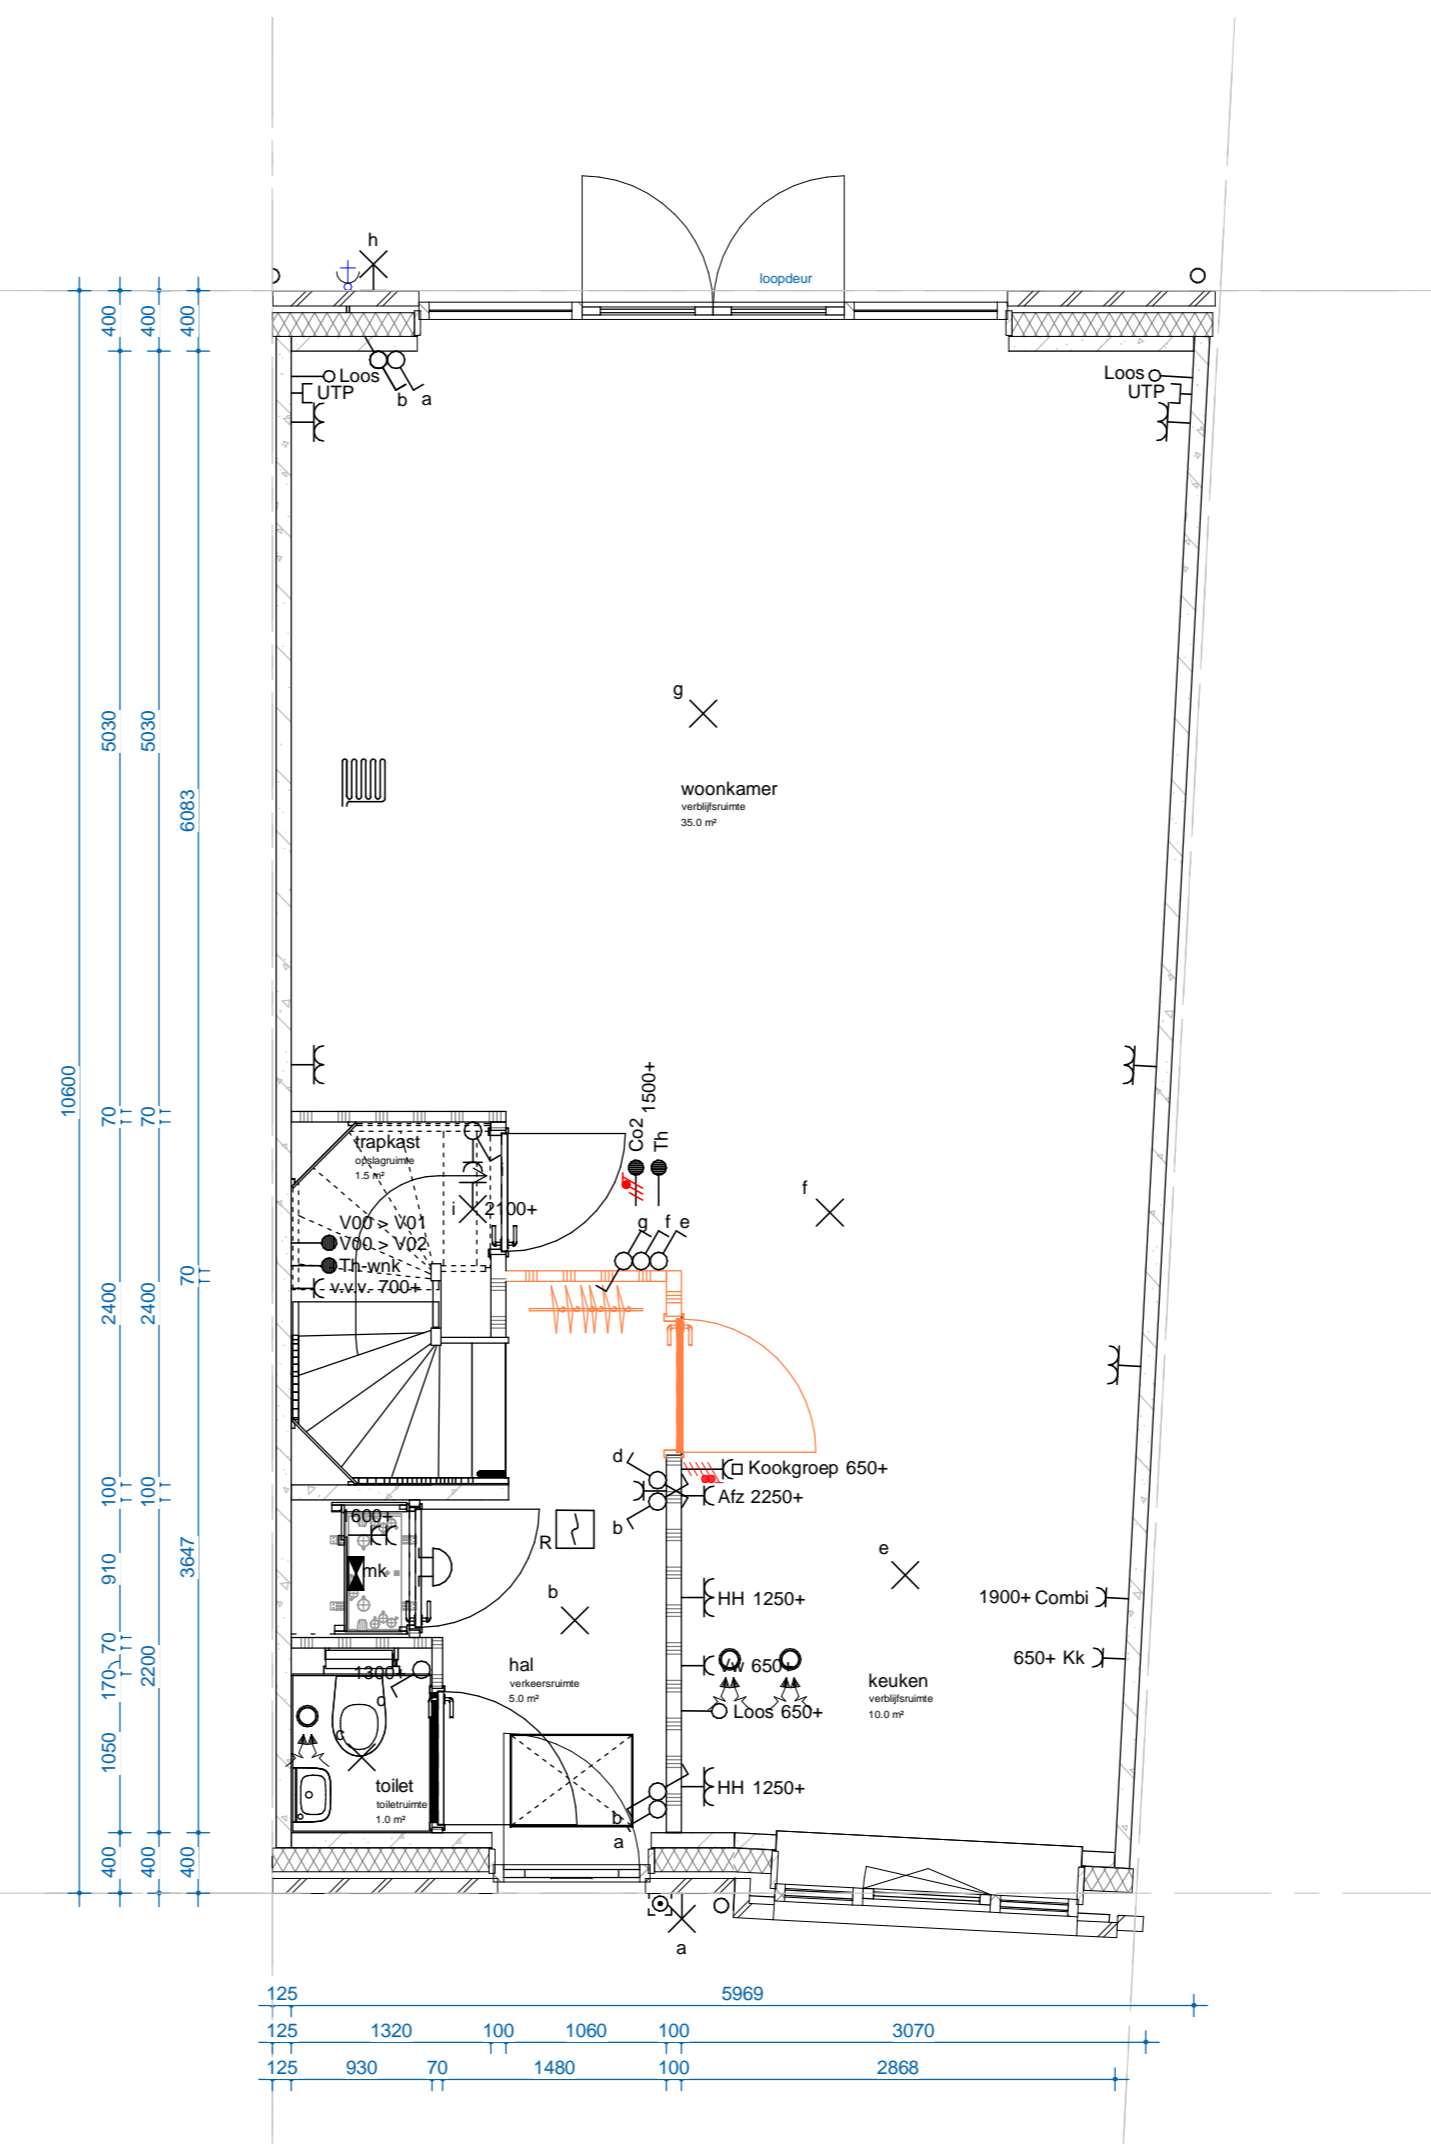 h
loopdeur
400
400
400
Loos
UTP
b
a
Loos
UTP
g
woonkamer
verblijfsruimte
35.0 m²
5030
5030
6083
10600
70
70
1500+
Co2
Th
trapkast
opslagruimte
1.5 m²
i
2100+
f
V00 > V01
V00 > V02
Th-wnk
v.v.v. 700+
g
f
e
70
2400
2400
d
Kookgroep 650+
Afz 2250+
b
100
100
1600+
R
mk
e
3647
910
b
HH 1250+
1900+ Combi
70
2200
170
1300+
c
hal
verkeersruimte
5.0 m²
Vw 650+
650+ Kk
keuken
verblijfsruimte
10.0 m²
Loos 650+
c
1050
toilet
toiletruimte
1.0 m²
HH 1250+
b
a
400
400
400
a
125
5969
125
1320
100
1060
100
3070
125
930
70
1480
100
2868